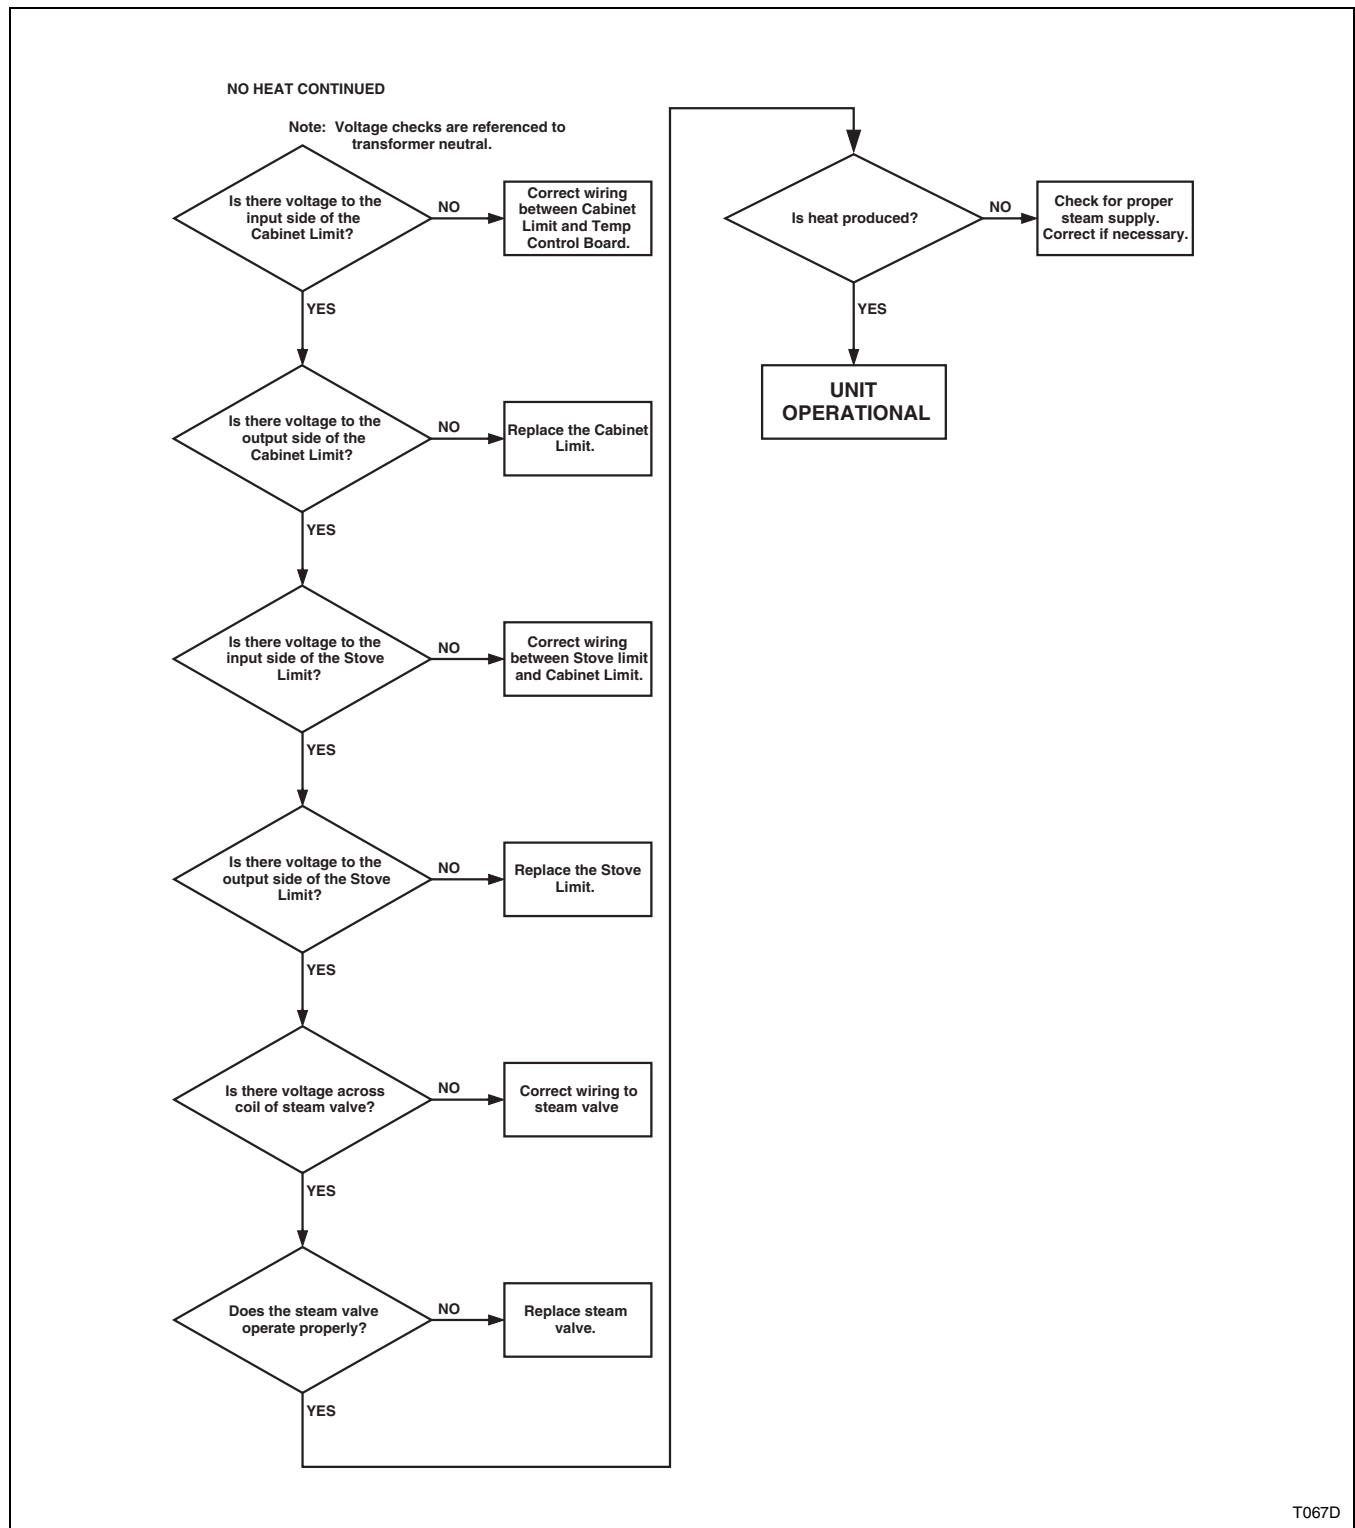 NO HEAT CONTINUED
Note: Voltage checks are referenced to
transformer neutral.
Is there voltage to the
input side of the
Cabinet Limit?
NO
Correct wiring
between Cabinet
Limit and Temp
Control Board.
YES
Is there voltage to the
output side of the
Cabinet Limit?
NO
Replace the Cabinet
Limit.
YES
Is there voltage to the
input side of the Stove
Limit?
NO
Correct wiring
between Stove limit
and Cabinet Limit.
YES
Is there voltage to the
output side of the Stove
Limit?
NO
Replace the Stove
Limit.
YES
Is there voltage across
coil of steam valve?
NO
Correct wiring to
steam valve
YES
Does the steam valve
operate properly?
NO
Replace steam
valve.
YES
Is heat produced?
NO
Check for proper
steam supply.
Correct if necessary.
YES
UNIT
OPERATIONAL
T067D